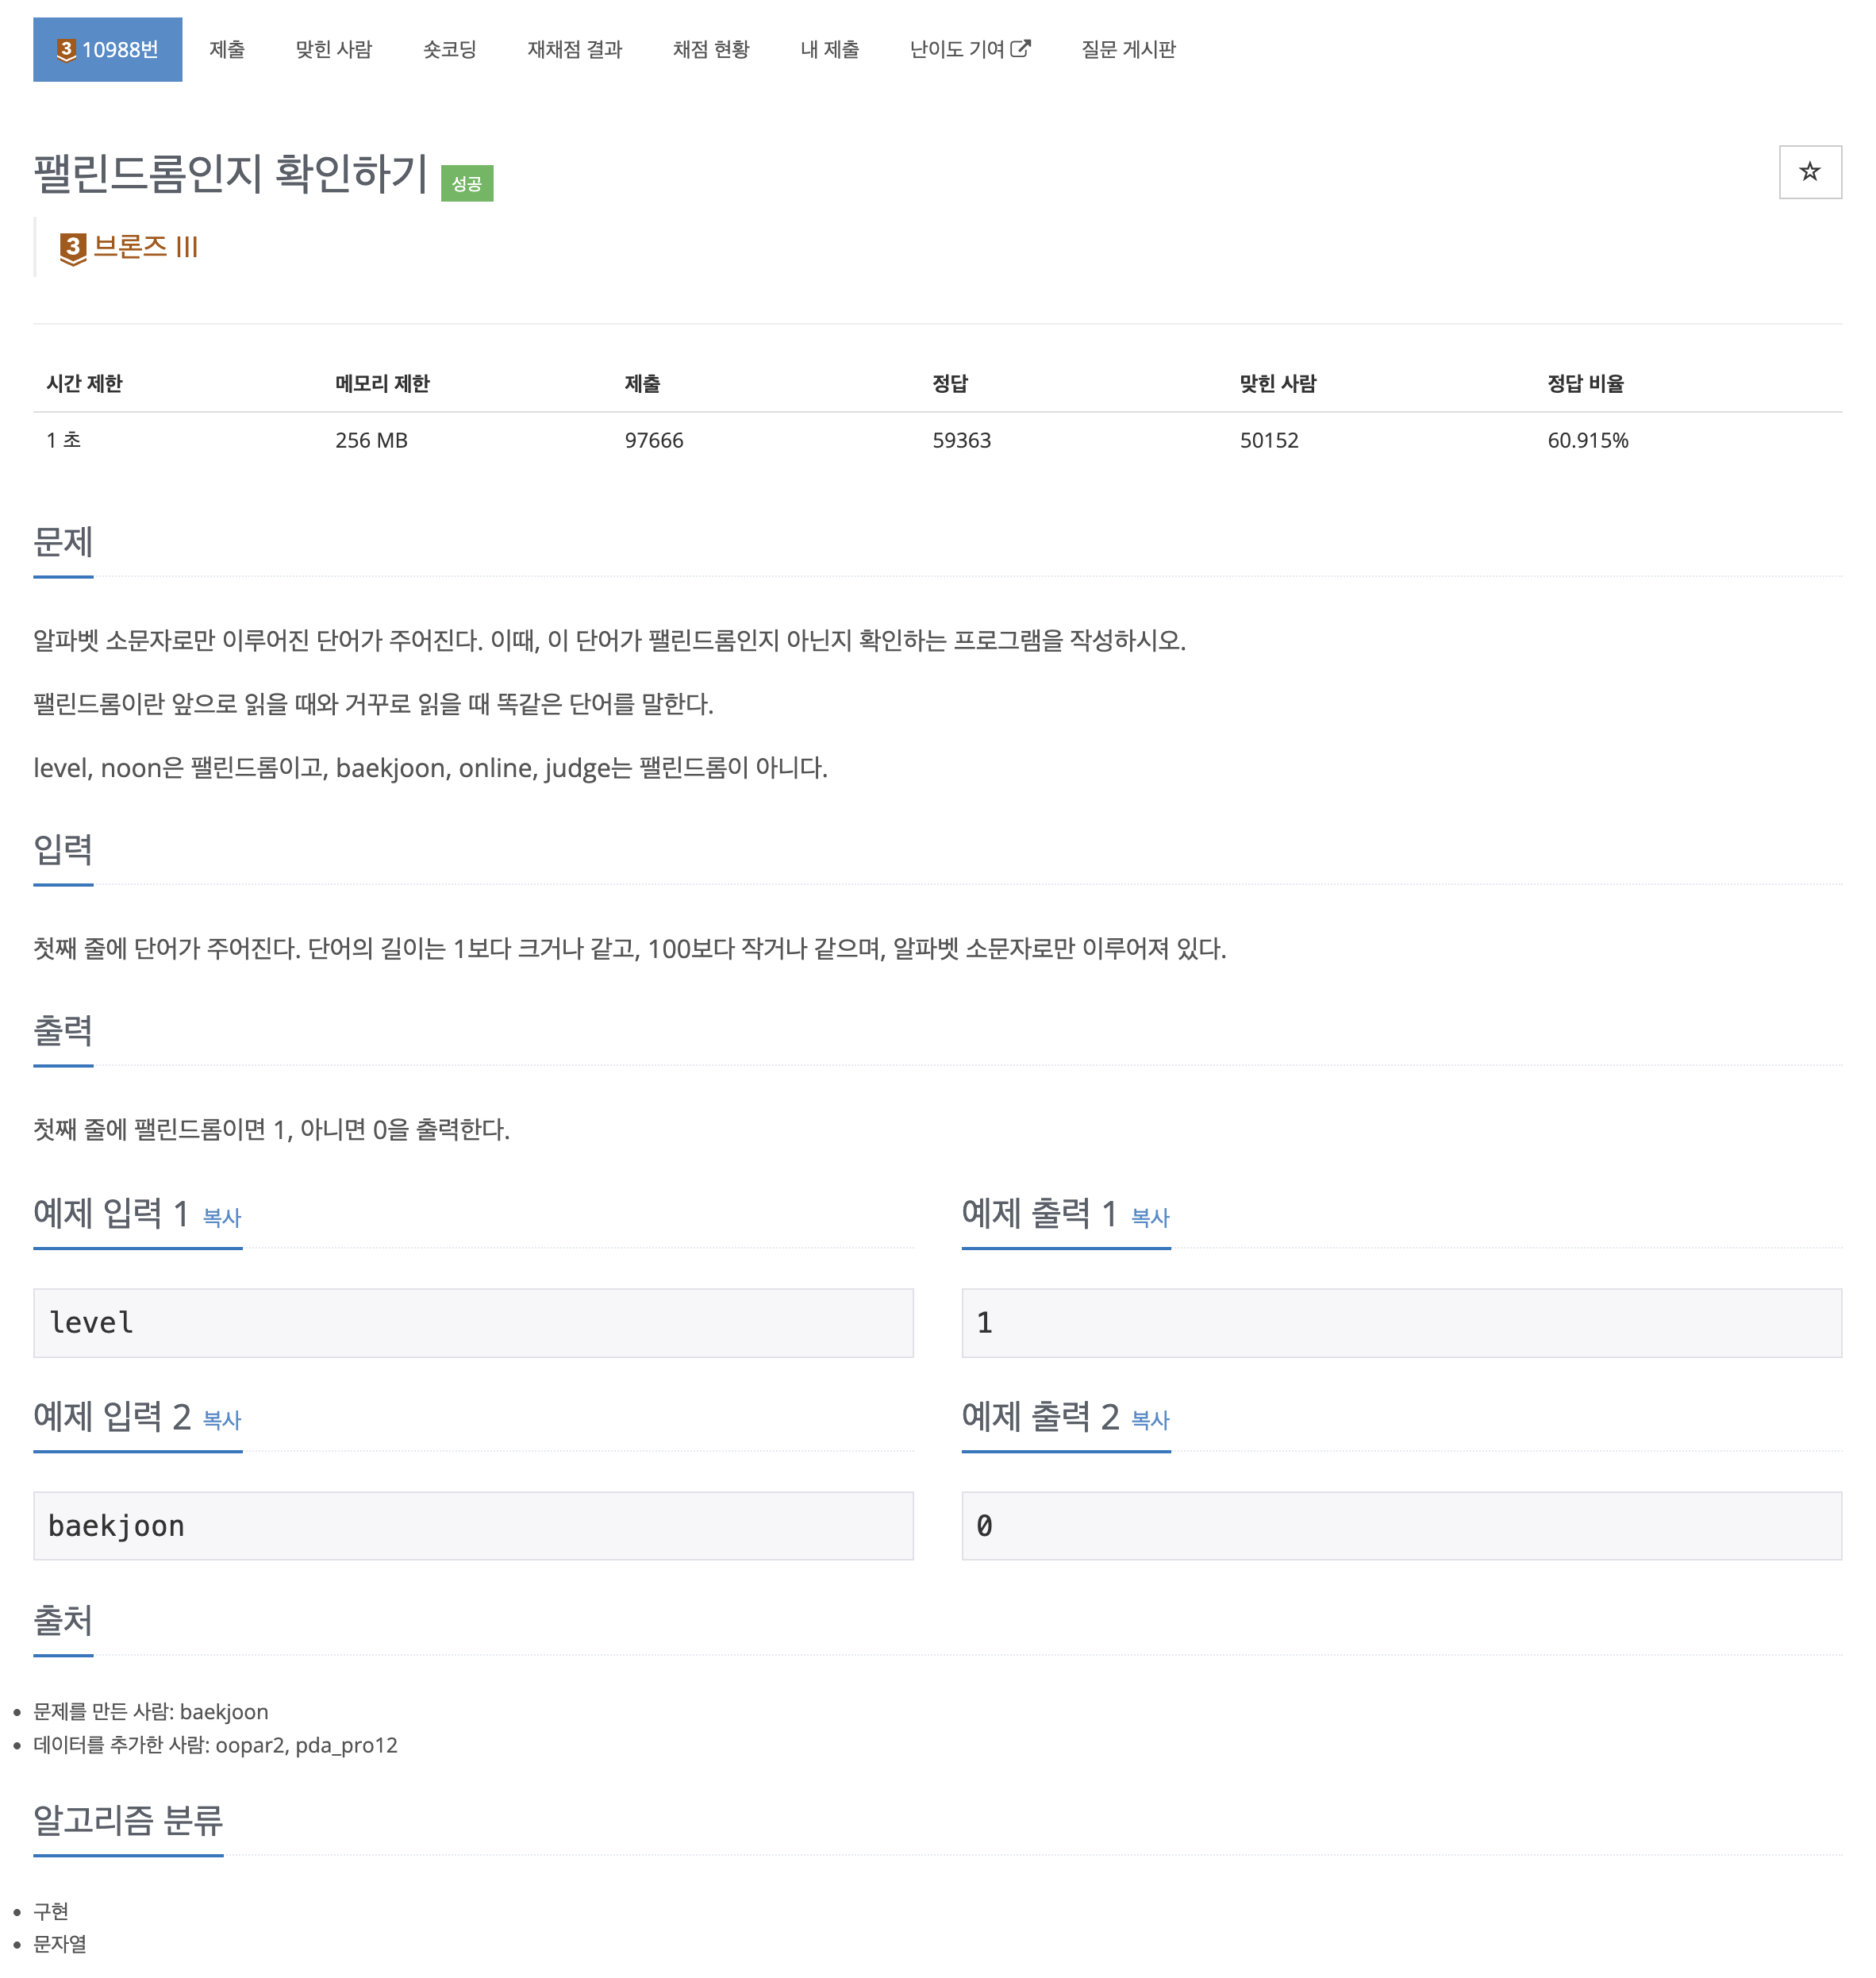 3 10988번 제출 맞힌 사람 숏코딩 재채점 결과 채점 현황 내 제출 난이도 기여 질문 게시판
팰린드롬인지 확인하기 성공
3 브론즈 III
시간 제한 메모리 제한 제출 정답 맞힌 사람 정답 비율
1 초 256 MB 97666 59363 50152 60.915%
문제
알파벳 소문자로만 이루어진 단어가 주어진다. 이때, 이 단어가 팰린드롬인지 아닌지 확인하는 프로그램을 작성하시오.
팰린드롬이란 앞으로 읽을 때와 거꾸로 읽을 때 똑같은 단어를 말한다.
level, noon은 팰린드롬이고, baekjoon, online, judge는 팰린드롬이 아니다.
입력
첫째 줄에 단어가 주어진다. 단어의 길이는 1보다 크거나 같고, 100보다 작거나 같으며, 알파벳 소문자로만 이루어져 있다.
출력
첫째 줄에 팰린드롬이면 1, 아니면 0을 출력한다.
예제 입력 1 복사
level
예제 출력 1 복사
1
예제 입력 2 복사
baekjoon
예제 출력 2 복사
0
출처
문제를 만든 사람: baekjoon
데이터를 추가한 사람: oopar2, pda_pro12
알고리즘 분류
구현
문자열